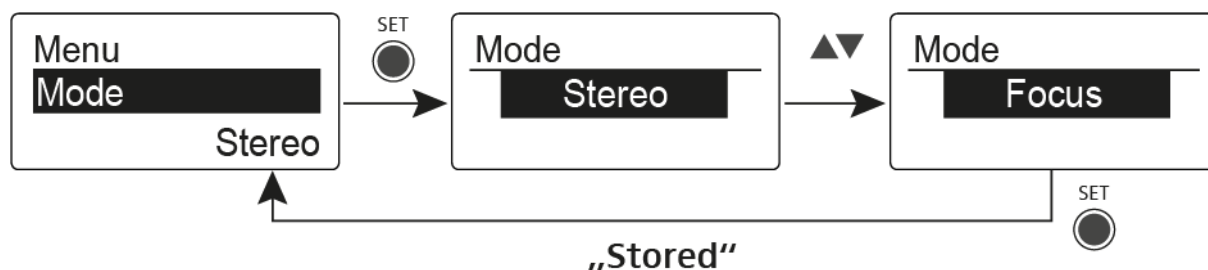 Menu
Mode
Stereo
SET
Mode
Stereo
▲▼
Mode
Focus
SET
„Stored“